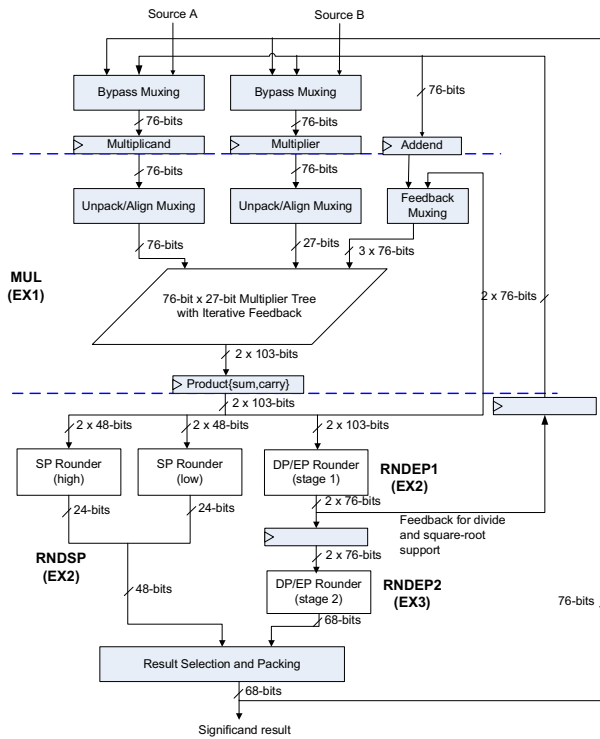 Source A
Source B
Bypass Muxing
Bypass Muxing
76-bits
76-bits
76-bits
Multiplicand
Multiplier
Addend
76-bits
76-bits
Unpack/Align Muxing
Unpack/Align Muxing
Feedback
Muxing
76-bits
27-bits
3 x 76-bits
MUL
(EX1)
76-bit x 27-bit Multiplier Tree
with Iterative Feedback
2 x 76-bits
2 x 103-bits
Product{sum,carry}
2 x 103-bits
2 x 48-bits
2 x 48-bits
2 x 103-bits
SP Rounder
(high)
SP Rounder
(low)
DP/EP Rounder
(stage 1)
RNDEP1
(EX2)
24-bits
24-bits
2 x 76-bits
Feedback for divide
and square-root
support
RNDSP
(EX2)
2 x 76-bits
48-bits
DP/EP Rounder
(stage 2)
RNDEP2
(EX3)
76-bits
68-bits
Result Selection and Packing
68-bits
Significand result